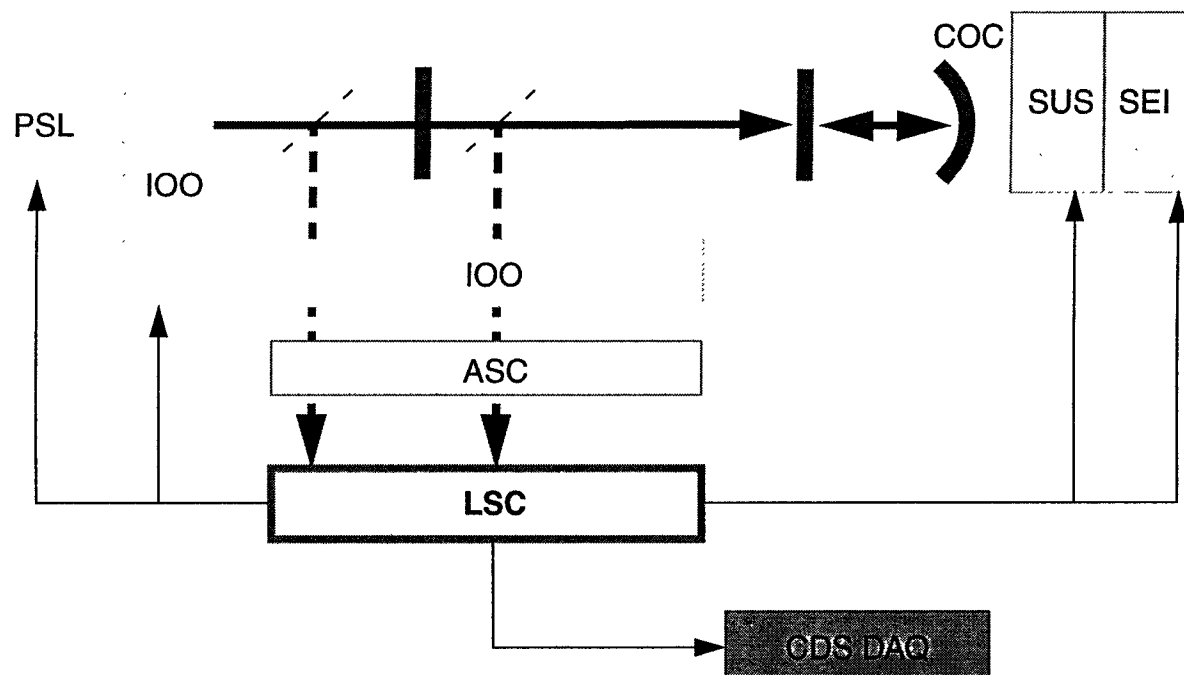 COC
SUS
SEI
PSL
IOO
IOO
ASC
LSC
CDS DAQ